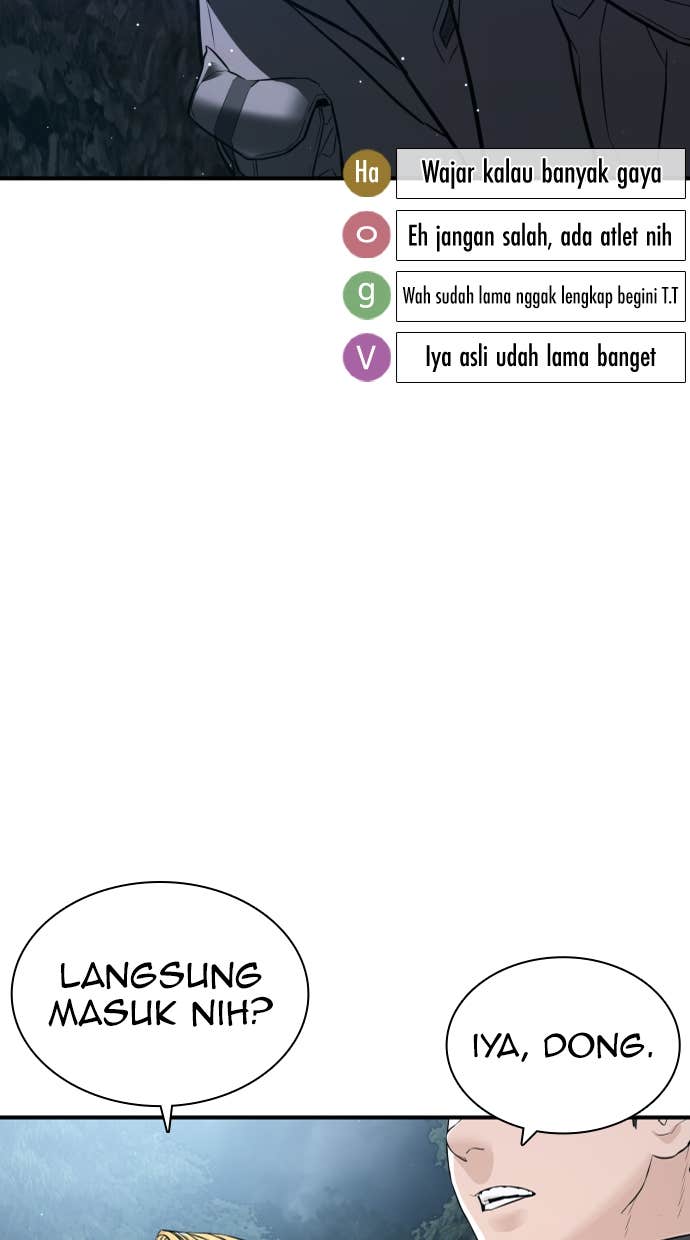 Ha Wajar kalau banyak gaya
o Eh jangan salah, ada atlet nih
g Wah sudah lama nggak lengkap begini T.T
V Iya asli udah lama banget
LANGSUNG
MASUK NIH?
IYA, DONG.